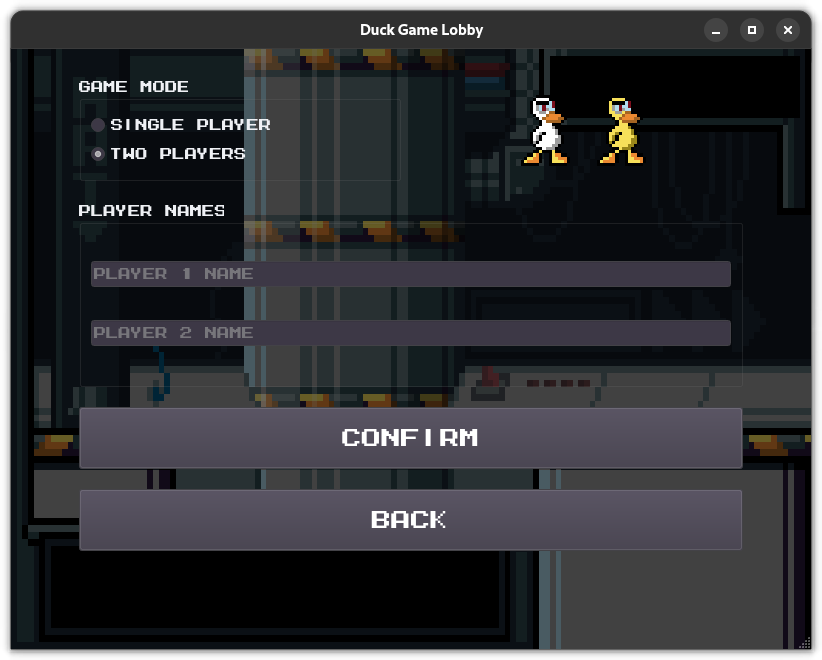 Duck Game Lobby
GAME MODE
SINGLE PLAYER
TWO PLAYERS
PLAYER NAMES
PLAYER 1 NAME
PLAYER 2 NAME
CONFIRM
BACK